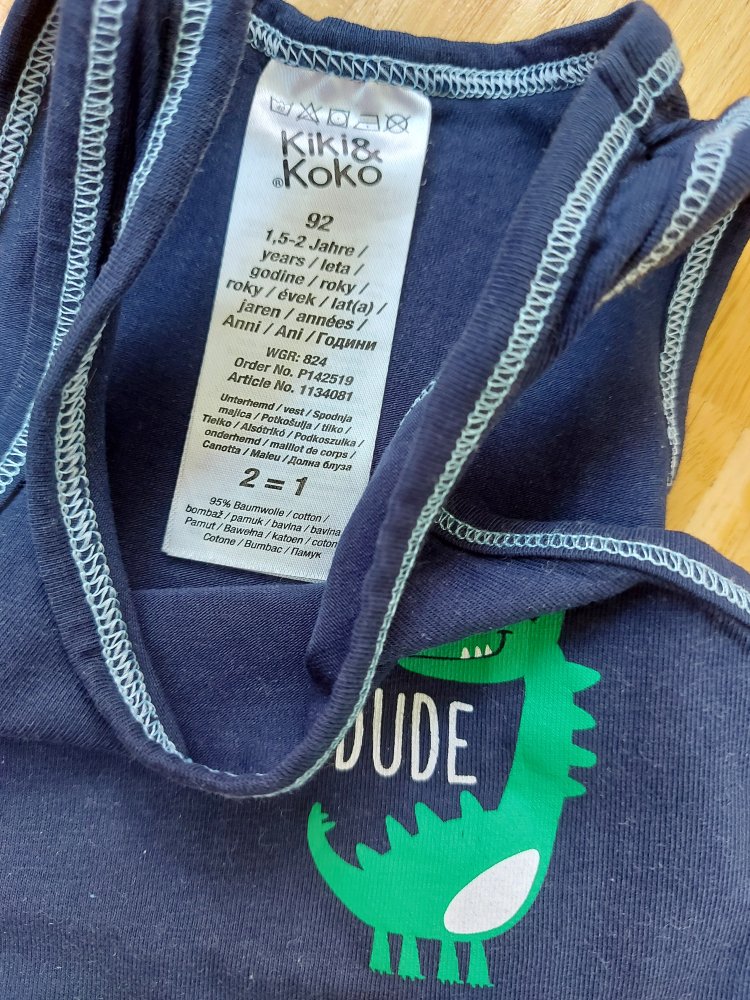 Kiki&
®Koko
92
1,5-2 Jahre /
years / leta /
godine / roky /
roky / évek / lat(a) /
jaren / années /
Anni / Ani / Години
WGR: 824
Order No. P142519
Article No. 1134081
Unterhemd / vest / Spodnja
majica / Potkošulja / tílko /
Tielko / Alsótrikó / Podkoszulka /
onderhemd / maillot de corps /
Canotta / Maieu / Долна блуза
2 = 1
95% Baumwolle / cotton /
bombaž / pamuk / bavlna / bavlna
Pamut / Bawełna / katoen / coton
Cotone / Bumbac / Памук
DUDE